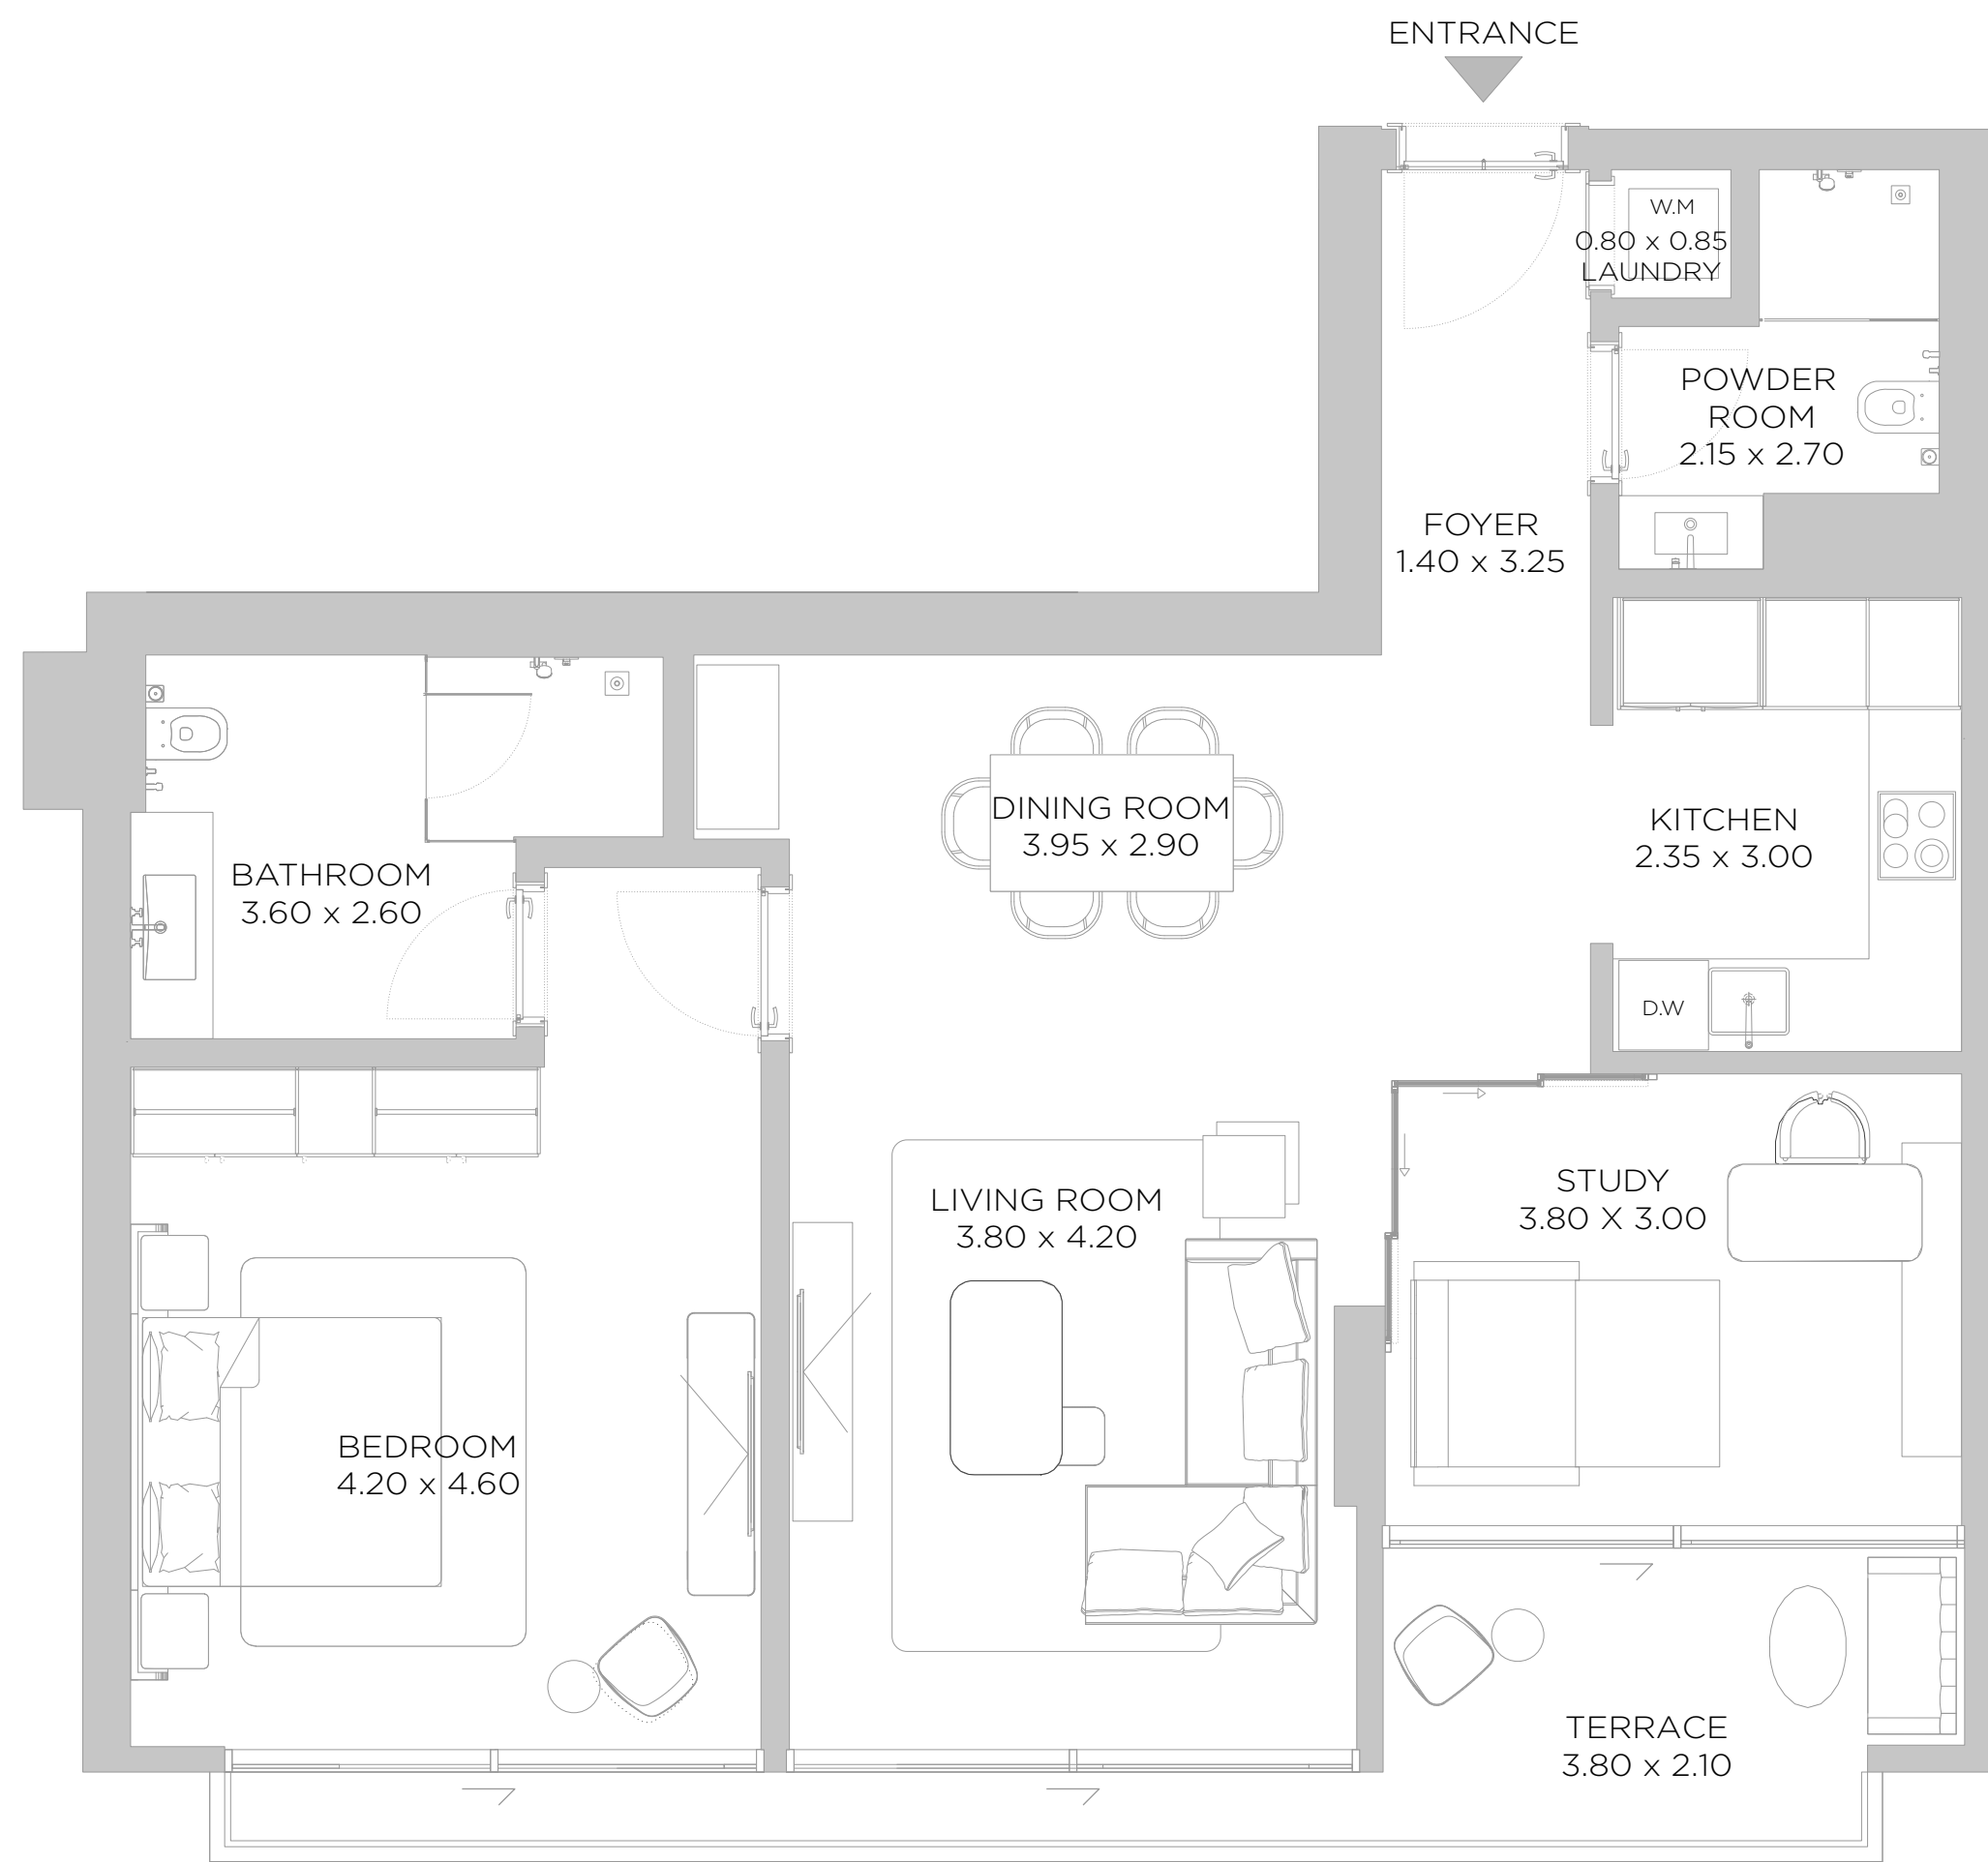 ENTRANCE
W.M
0.80 x 0.85
LAUNDRY
POWDER
ROOM
2.15 x 2.70
FOYER
1.40 x 3.25
DINING ROOM
3.95 x 2.90
KITCHEN
2.35 x 3.00
BATHROOM
3.60 x 2.60
D.W
LIVING ROOM
3.80 x 4.20
STUDY
3.80 X 3.00
BEDROOM
4.20 x 4.60
TERRACE
3.80 x 2.10